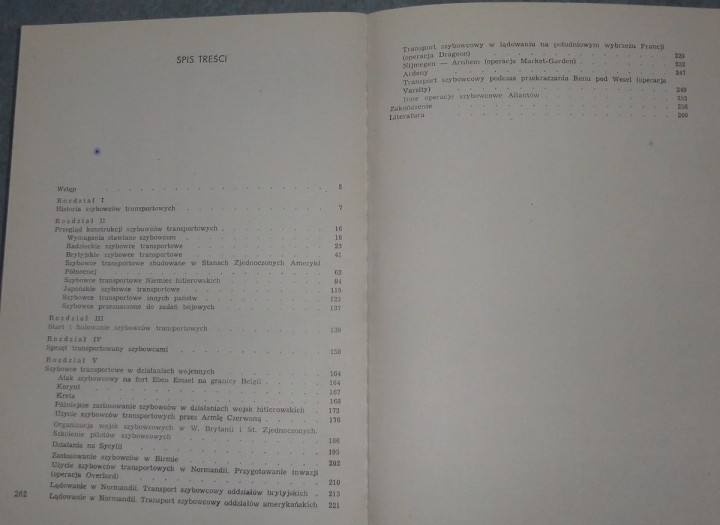 SPIS TREŚCI
Wstęp . . . . . . . . . . . . . . . 5
Rozdział I
Historia szybowców transportowych . . . . . . . . . 7
Rozdział II
Przegląd konstrukcji szybowców transportowych . . . . . . . 16
Wymagania stawiane szybowcom . . . . . . . . . 16
Radzieckie szybowce transportowe . . . . . . . . 23
Brytyjskie szybowce transportowe . . . . . . . . 41
Szybowce transportowe zbudowane w Stanach Zjednoczonych Ameryki
Północnej . . . . . . . . . . . . . 62
Szybowce transportowe Niemiec hitlerowskich . . . . . . 84
Japońskie szybowce transportowe . . . . . . . . 115
Szybowce transportowe innych państw . . . . . . . 122
Szybowce przeznaczone do zadań bojowych . . . . . . 137
Rozdział III
Start i holowanie szybowców transportowych . . . . . . . 139
Rozdział IV
Sprzęt transportowany szybowcami . . . . . . . . . 150
Rozdział V
Szybowce transportowe w działaniach wojennych . . . . . . 164
Atak szybowcowy na fort Eben Emael na granicy Belgii . . . . 164
Korynt . . . . . . . . . . . . . . 167
Kreta . . . . . . . . . . . . . . 168
Późniejsze zastosowanie szybowców w działaniach wojsk hitlerowskich . 173
Użycie szybowców transportowych przez Armię Czerwoną . . . 176
Organizacja wojsk szybowcowych w W. Brytanii i St. Zjednoczonych.
Szkolenie pilotów szybowcowych . . . . . . . . 186
Działania na Sycylii . . . . . . . . . . . 195
Zastosowanie szybowców w Birmie . . . . . . . . 202
Użycie szybowców transportowych w Normandii. Przygotowanie inwazji
(operacja Overlord) . . . . . . . . . . . 210
Lądowanie w Normandii. Transport szybowcowy oddziałów brytyjskich . 213
Lądowanie w Normandii. Transport szybowcowy oddziałów amerykańskich 221
262
Transport szybowcowy w lądowaniu na południowym wybrzeżu Francji
(operacja Dragoon) . . . . . . . . . . . 229
Nijmegen — Arnhem (operacja Market-Garden) . . . . . . 232
Ardeny . . . . . . . . . . . . . . 247
Transport szybowcowy podczas przekraczania Renu pod Wesel (operacja
Varsity) . . . . . . . . . . . . . . 249
Inne operacje szybowcowe Aliantów . . . . . . . . 253
Zakończenie . . . . . . . . . . . . . . 256
Literatura . . . . . . . . . . . . . . 260